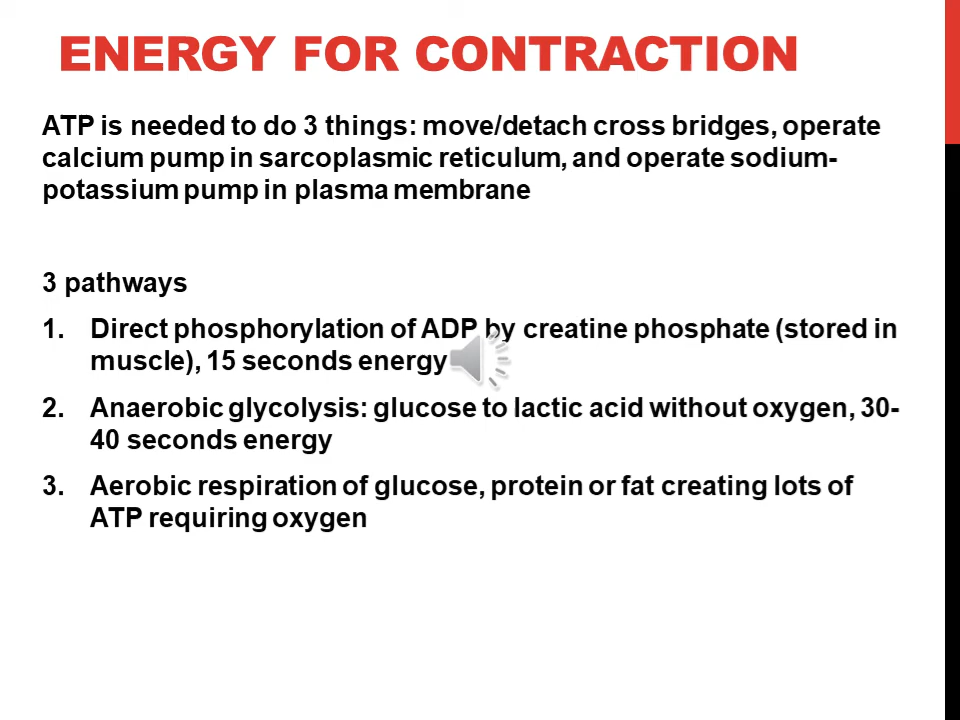 ENERGY FOR CONTRACTION
ATP is needed to do 3 things: move/detach cross bridges, operate
calcium pump in sarcoplasmic reticulum, and operate sodium-
potassium pump in plasma membrane
3 pathways
1. Direct phosphorylation of ADP by creatine phosphate (stored in
muscle), 15 seconds energy
2. Anaerobic glycolysis: glucose to lactic acid without oxygen, 30-
40 seconds energy
3. Aerobic respiration of glucose, protein or fat creating lots of
ATP requiring oxygen